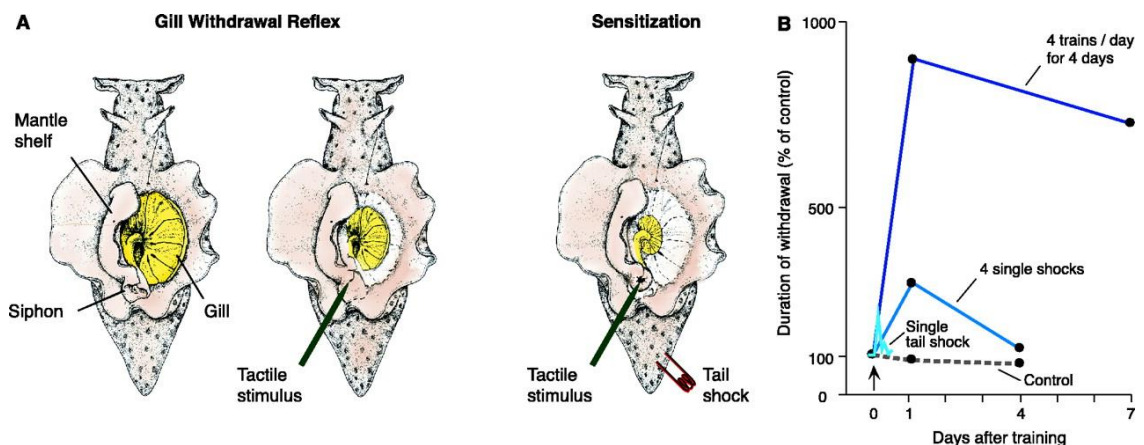 A
Gill Withdrawal Reflex
Sensitization
Mantle
shelf
Siphon
Gill
Tactile
stimulus
Tactile
stimulus
Tail
shock
B
Duration of withdrawal (% of control)
1000
500
100
0
4 trains / day
for 4 days
4 single shocks
Single
tail shock
Control
0
1
4
7
Days after training